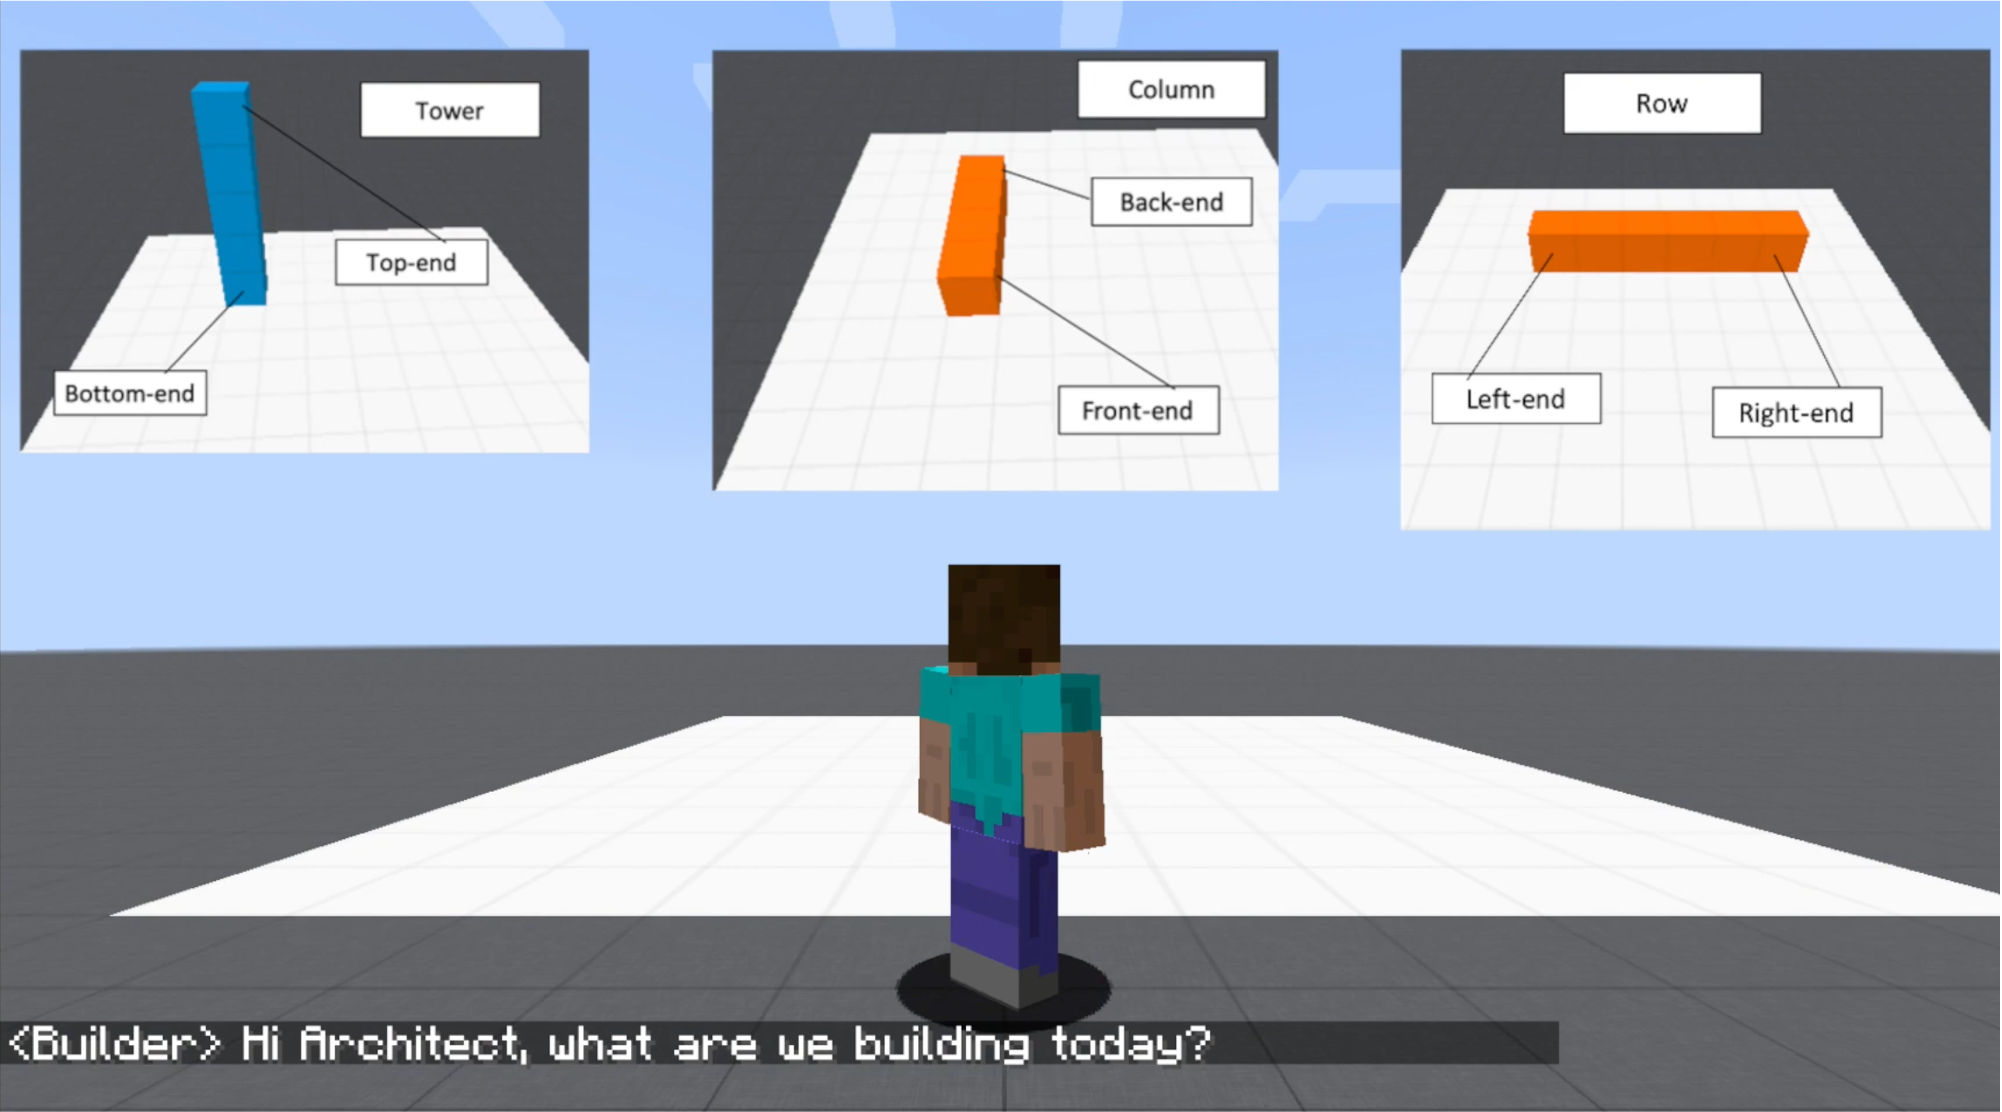 Tower
Top-end
Bottom-end
Column
Back-end
Front-end
Row
Left-end
Right-end
<Builder> Hi Architect, what are we building today?